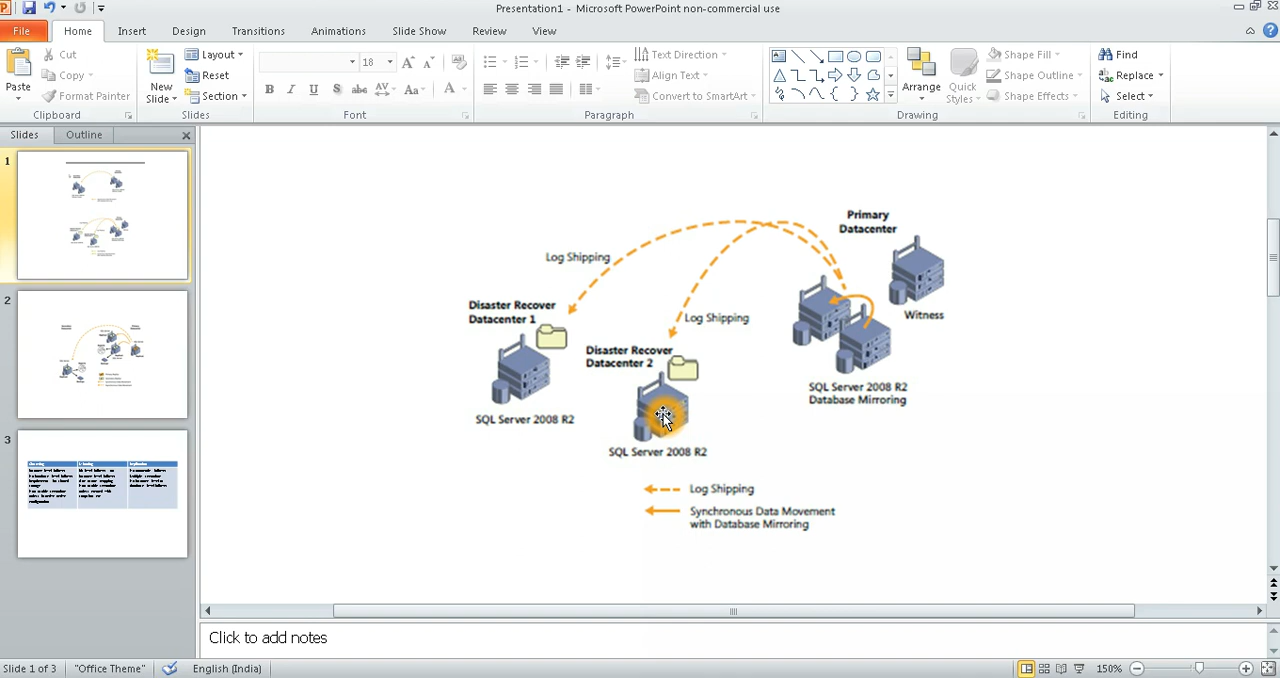 Presentation1 - Microsoft PowerPoint non-commercial use
File
Home
Insert
Design
Transitions
Animations
Slide Show
Review
View
Paste
Cut
Copy
Format Painter
Clipboard
New
Slide
Layout
Reset
Section
Slides
18
B I U S abc AV Aa A
Font
Text Direction
Align Text
Convert to SmartArt
Paragraph
Arrange
Quick
Styles
Shape Fill
Shape Outline
Shape Effects
Drawing
Find
Replace
Select
Editing
Slides
Outline
1
2
3
Primary
Datacenter
Log Shipping
Disaster Recover
Datacenter 1
Log Shipping
Witness
Disaster Recover
Datacenter 2
SQL Server 2008 R2
Database Mirroring
SQL Server 2008 R2
SQL Server 2008 R2
Log Shipping
Synchronous Data Movement
with Database Mirroring
Click to add notes
Slide 1 of 3
"Office Theme"
English (India)
150%